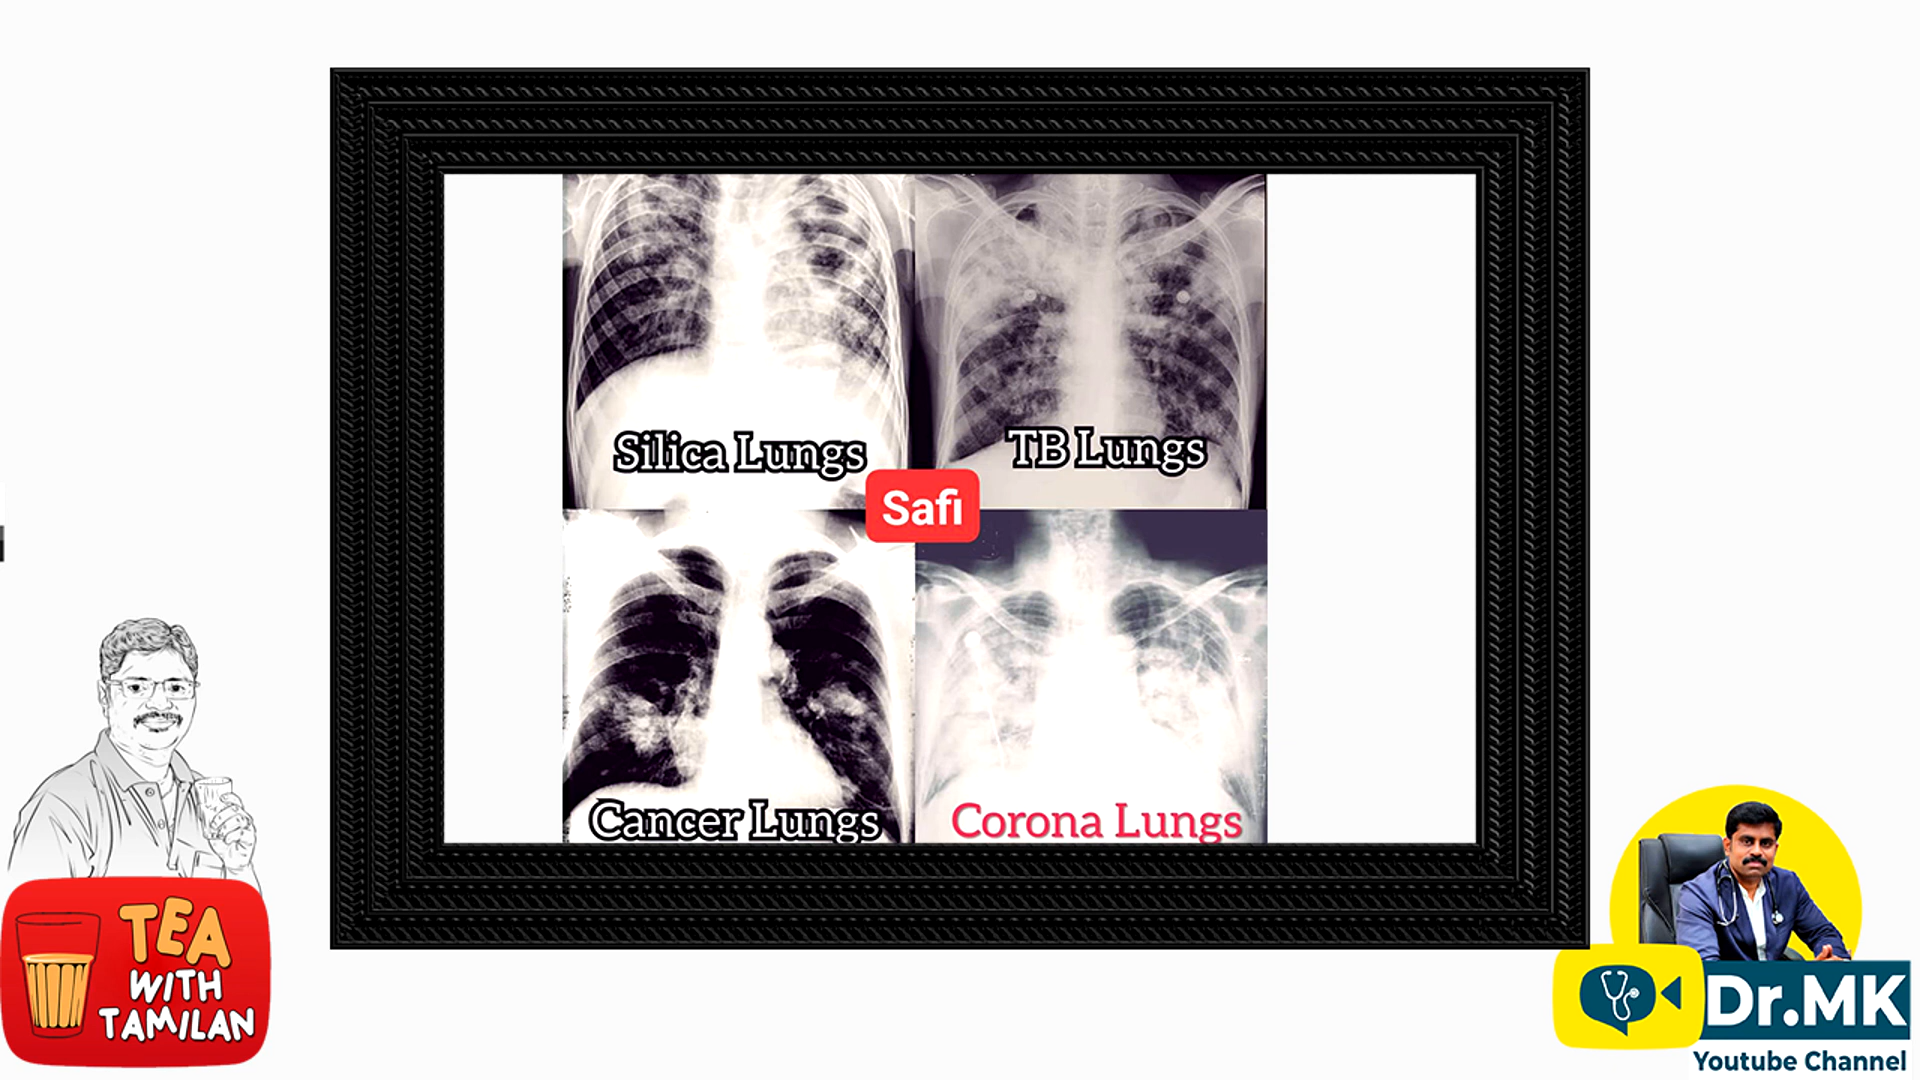 Silica Lungs
TB Lungs
Safi
Cancer Lungs
Corona Lungs
TEA
WITH
TAMILAN
Dr.MK
Youtube Channel